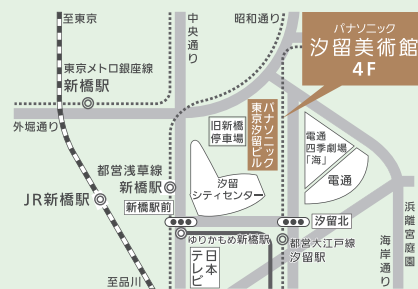 至東京
中央通り
昭和通り
パナソニック
汐留美術館
4F
東京メトロ銀座線
新橋駅
外堀通り
旧新橋
停車場
パナソニック
東京汐留ビル
電通
四季劇場
「海」
電通
都営浅草線
新橋駅
汐留
シティセンター
JR新橋駅
新橋駅前
汐留北
ゆりかもめ新橋駅
都営大江戸線
汐留駅
日本
テレビ
海岸通り
浜離宮庭園
至品川